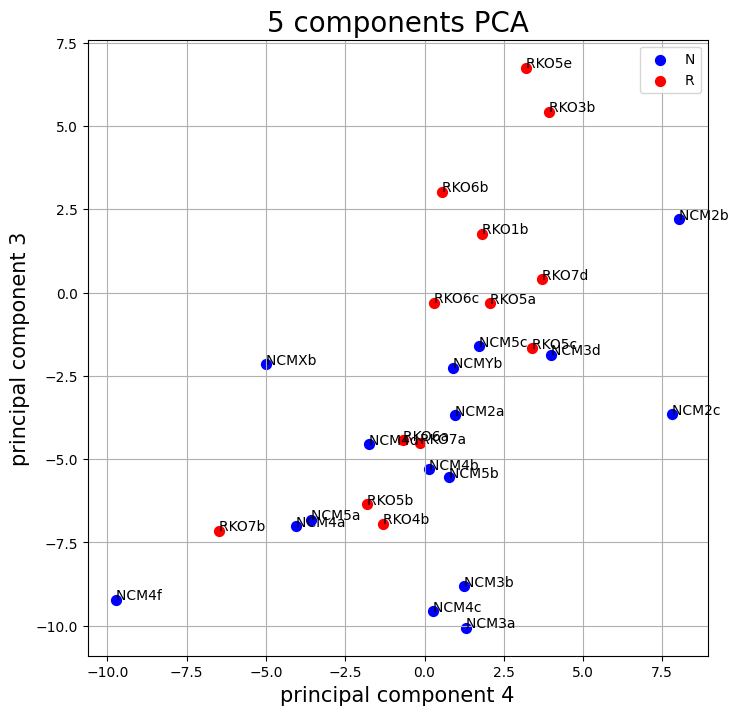 5 components PCA
N
R
RKO5e
RKO3b
RKO6b
NCM2b
RKO1b
RKO7d
RKO6c
RKO5a
NCM5c
RKO5c
NCM3d
NCMXb
NCMYb
NCM2a
NCM2c
RKO6a
RKO7a
NCM4b
NCM5b
RKO5b
NCM5a
NCM4a
RKO4b
RKO7b
NCM3b
NCM4f
NCM4c
NCM3a
7.5
5.0
2.5
0.0
−2.5
−5.0
−7.5
−10.0
principal component 3
−10.0 −7.5 −5.0 −2.5 0.0 2.5 5.0 7.5
principal component 4